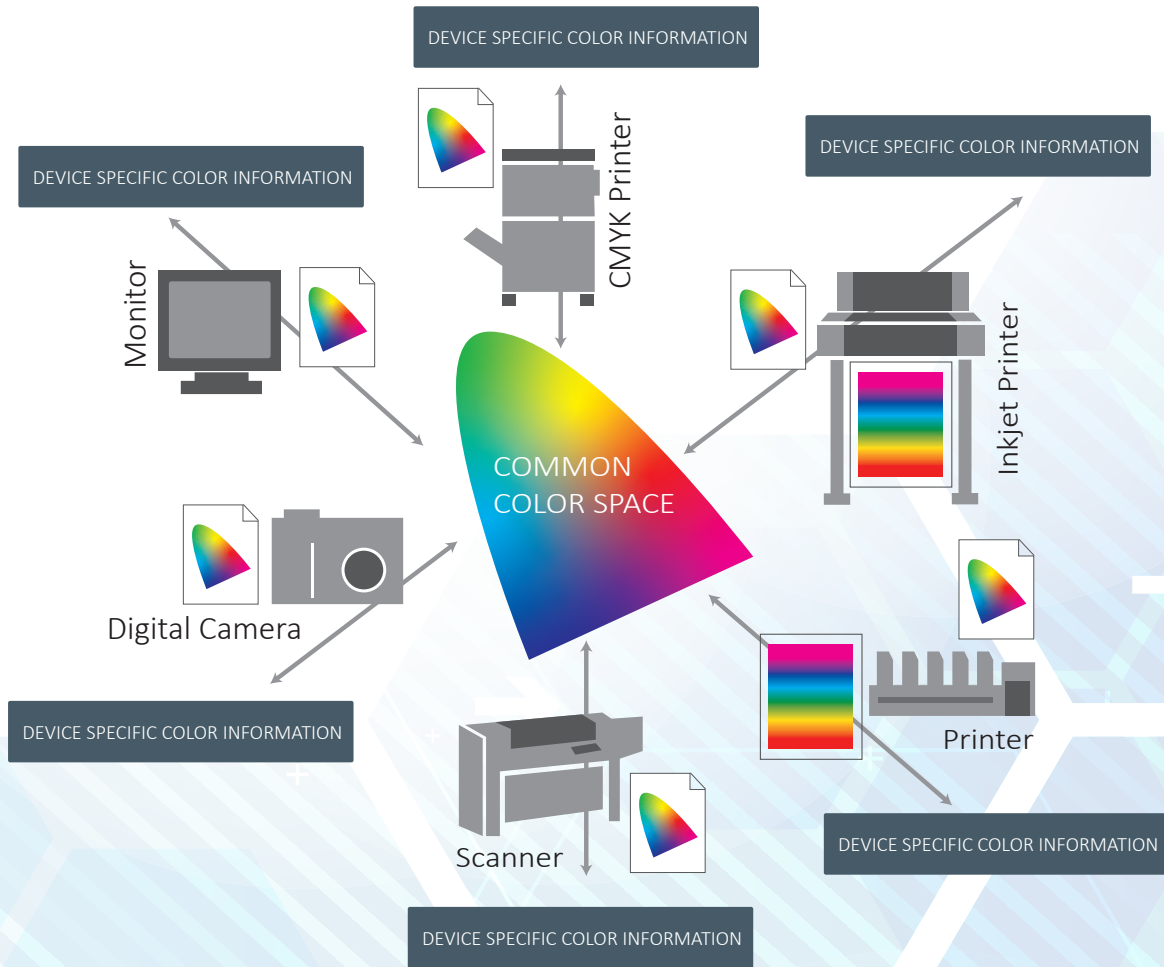 DEVICE SPECIFIC COLOR INFORMATION
CMYK Printer
DEVICE SPECIFIC COLOR INFORMATION
DEVICE SPECIFIC COLOR INFORMATION
Monitor
Inkjet Printer
COMMON
COLOR SPACE
Digital Camera
DEVICE SPECIFIC COLOR INFORMATION
Printer
Scanner
DEVICE SPECIFIC COLOR INFORMATION
DEVICE SPECIFIC COLOR INFORMATION